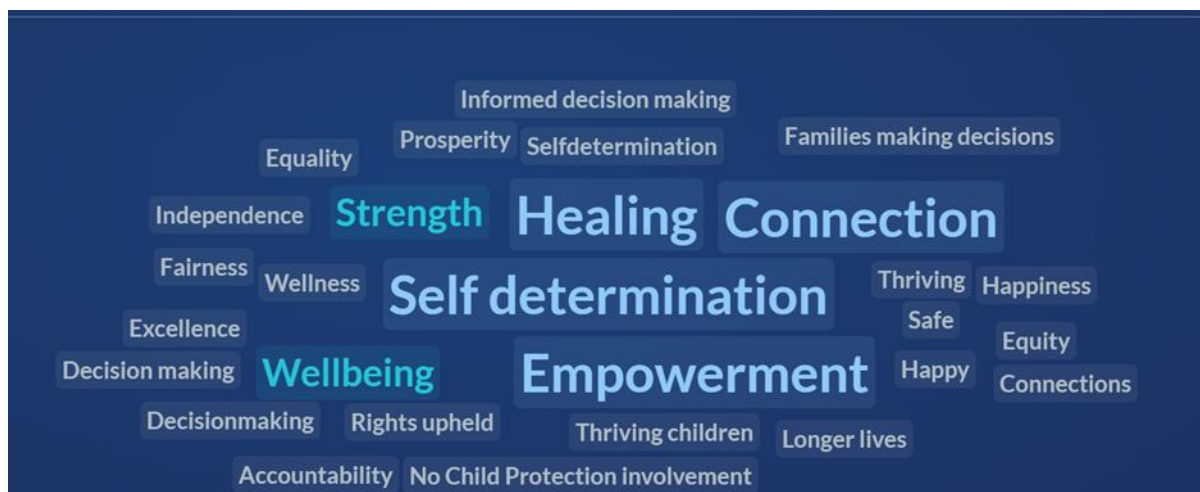 Informed decision making
Prosperity
Selfdetermination
Families making decisions
Equality
Independence
Strength
Healing
Connection
Fairness
Wellness
Self determination
Thriving
Happiness
Safe
Excellence
Equity
Decision making
Wellbeing
Empowerment
Happy
Connections
Decisionmaking
Rights upheld
Thriving children
Longer lives
Accountability
No Child Protection involvement